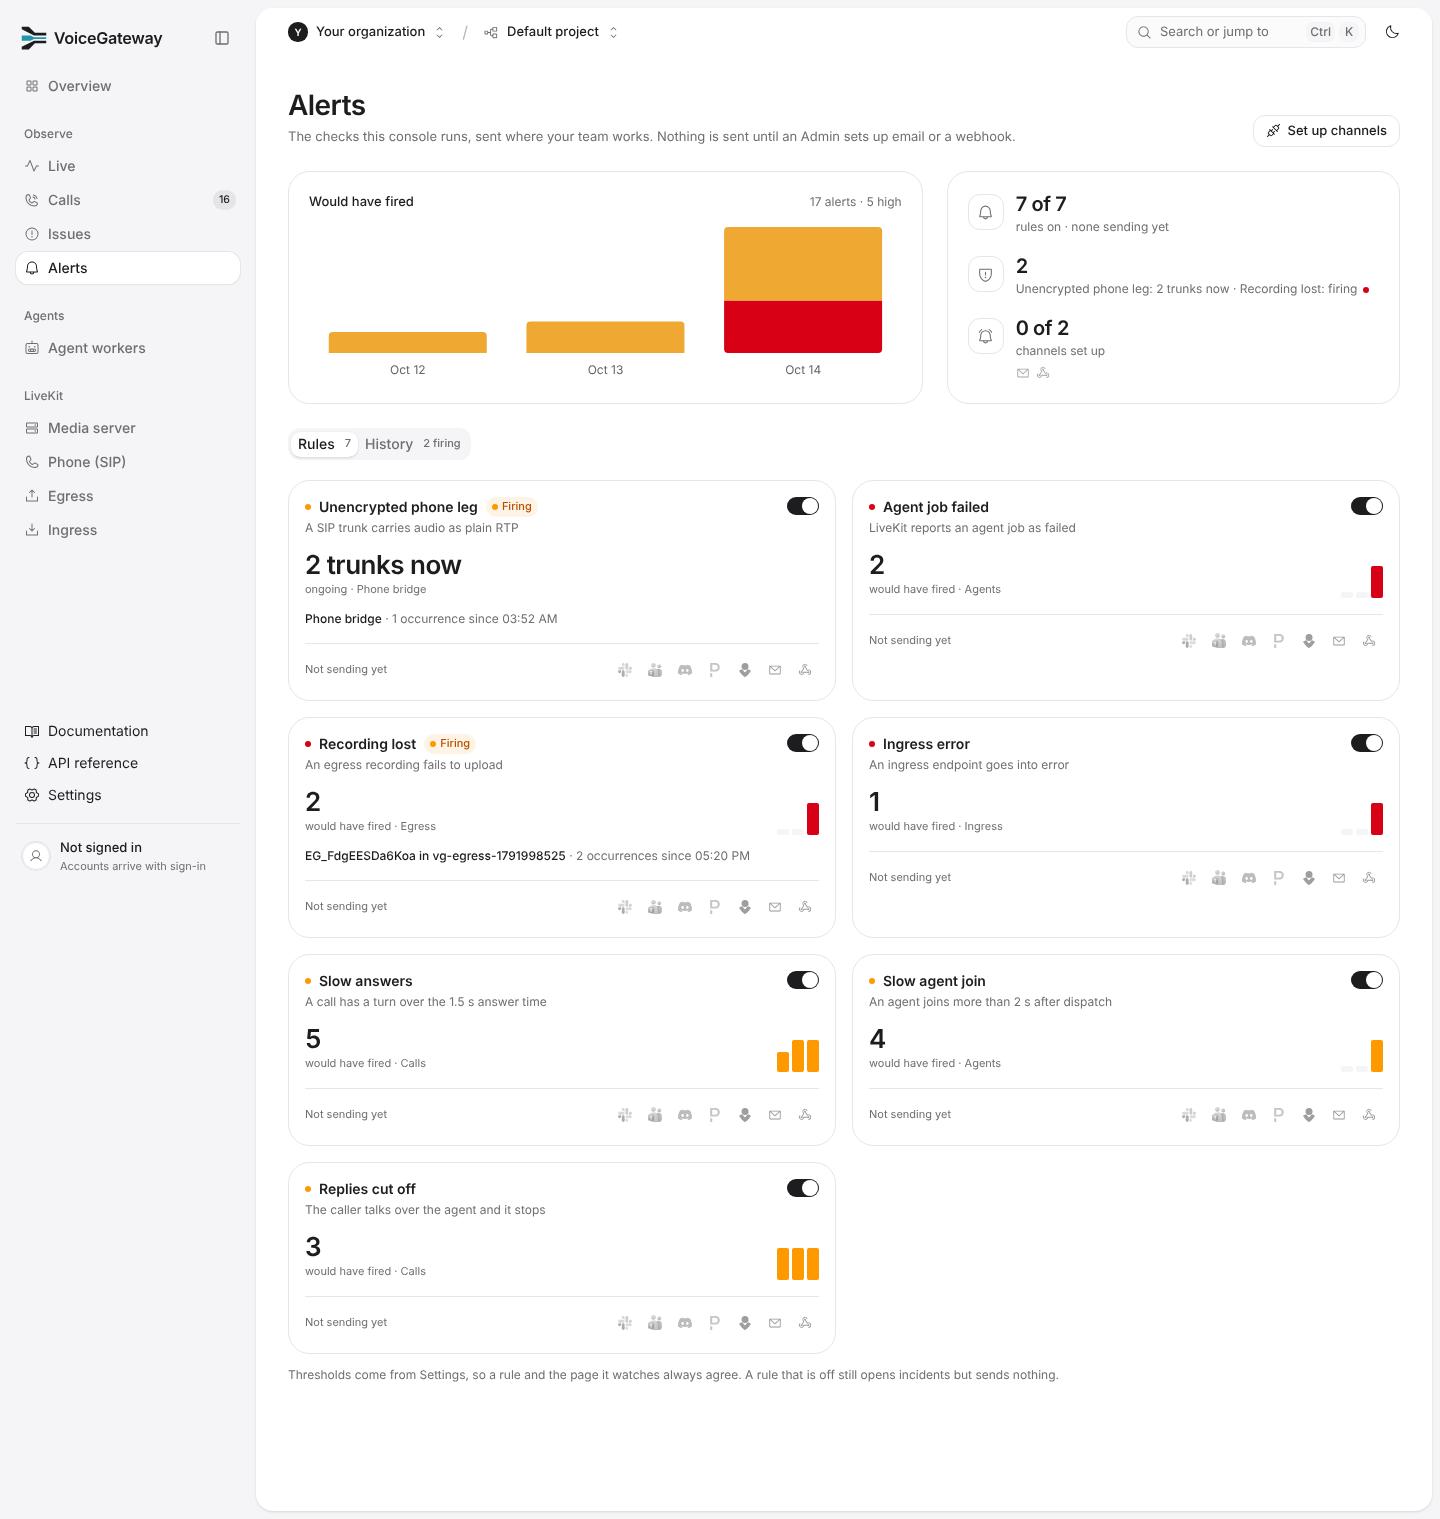 VoiceGateway
Overview
Observe
Live
Calls 16
Issues
Alerts
Agents
Agent workers
LiveKit
Media server
Phone (SIP)
Egress
Ingress
Documentation
API reference
Settings
Not signed in
Accounts arrive with sign-in
Y Your organization / Default project
Search or jump to Ctrl K
Alerts
The checks this console runs, sent where your team works. Nothing is sent until an Admin sets up email or a webhook.
Set up channels
Would have fired 17 alerts · 5 high
Oct 12 Oct 13 Oct 14
7 of 7
rules on · none sending yet
2
Unencrypted phone leg: 2 trunks now · Recording lost: firing
0 of 2
channels set up
Rules 7 History 2 firing
Unencrypted phone leg Firing
A SIP trunk carries audio as plain RTP
2 trunks now
ongoing · Phone bridge
Phone bridge · 1 occurrence since 03:52 AM
Not sending yet
Agent job failed
LiveKit reports an agent job as failed
2
would have fired · Agents
Not sending yet
Recording lost Firing
An egress recording fails to upload
2
would have fired · Egress
EG_FdgEESDa6Koa in vg-egress-1791998525 · 2 occurrences since 05:20 PM
Not sending yet
Ingress error
An ingress endpoint goes into error
1
would have fired · Ingress
Not sending yet
Slow answers
A call has a turn over the 1.5 s answer time
5
would have fired · Calls
Not sending yet
Slow agent join
An agent joins more than 2 s after dispatch
4
would have fired · Agents
Not sending yet
Replies cut off
The caller talks over the agent and it stops
3
would have fired · Calls
Not sending yet
Thresholds come from Settings, so a rule and the page it watches always agree. A rule that is off still opens incidents but sends nothing.